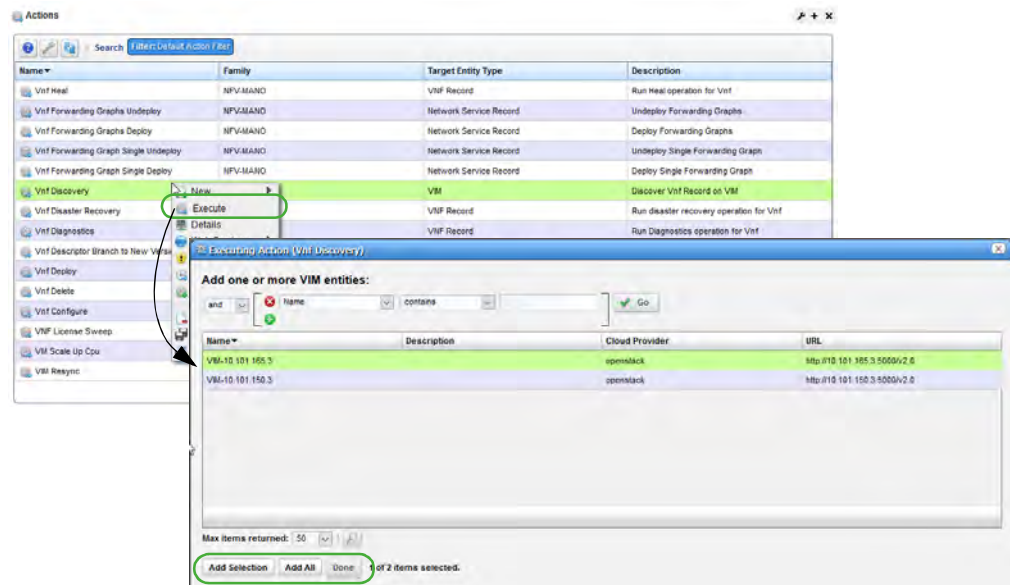 Actions
Search Filter: Default Action Filter
Name Family Target Entity Type Description
Vnf Heal NFV-MANO VNF Record Run Heal operation for Vnf
Vnf Forwarding Graphs Undeploy NFV-MANO Network Service Record Undeploy Forwarding Graphs
Vnf Forwarding Graphs Deploy NFV-MANO Network Service Record Deploy Forwarding Graphs
Vnf Forwarding Graph Single Undeploy NFV-MANO Network Service Record Undeploy Single Forwarding Graph
Vnf Forwarding Graph Single Deploy NFV-MANO Network Service Record Deploy Single Forwarding Graph
Vnf Discovery New VIM Discover Vnf Record on VIM
Vnf Disaster Recovery Execute VNF Record Run disaster recovery operation for Vnf
Vnf Diagnostics Details VNF Record Run Diagnostics operation for Vnf
Vnf Descriptor Branch to New Versi
Vnf Deploy
Vnf Delete
Vnf Configure
VNF License Sweep
VM Scale Up Cpu
VIM Resync
Executing Action (Vnf Discovery)
Add one or more VIM entities:
and Name contains Go
Name Description Cloud Provider URL
VIM-10.101.165.3 openstack http://10.101.165.3:5000/v2.0
VIM-10.101.150.3 openstack http://10.101.150.3:5000/v2.0
Max items returned: 50
Add Selection Add All Done 1 of 2 items selected.